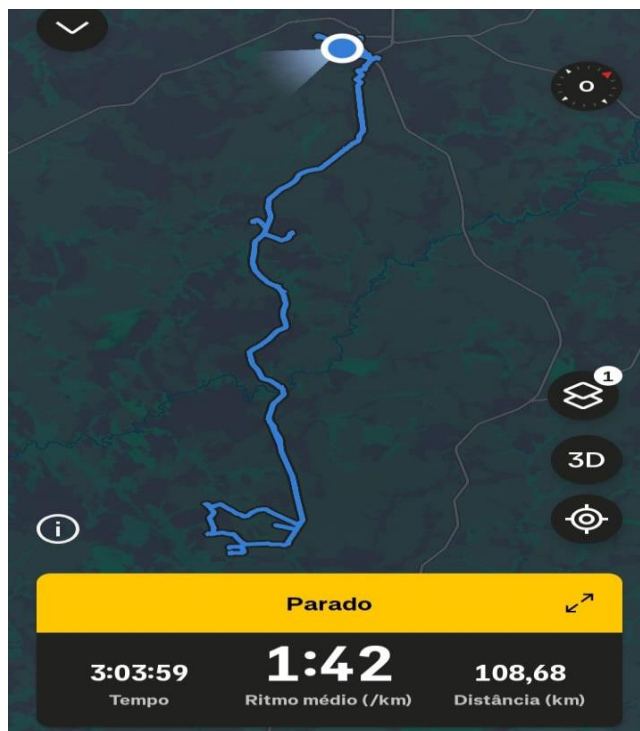 O
1
3D
i
Parado
3:03:59 1:42 108,68
Tempo Ritmo médio (/km) Distância (km)